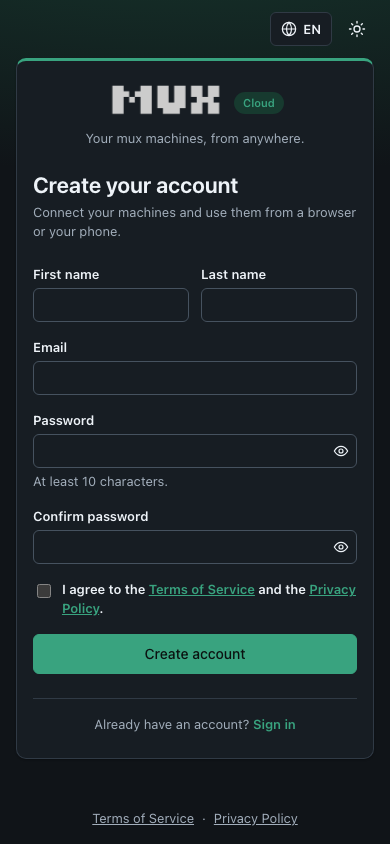 EN
MUX Cloud
Your mux machines, from anywhere.
Create your account
Connect your machines and use them from a browser
or your phone.
First name Last name
Email
Password
At least 10 characters.
Confirm password
I agree to the Terms of Service and the Privacy
Policy.
Create account
Already have an account? Sign in
Terms of Service · Privacy Policy